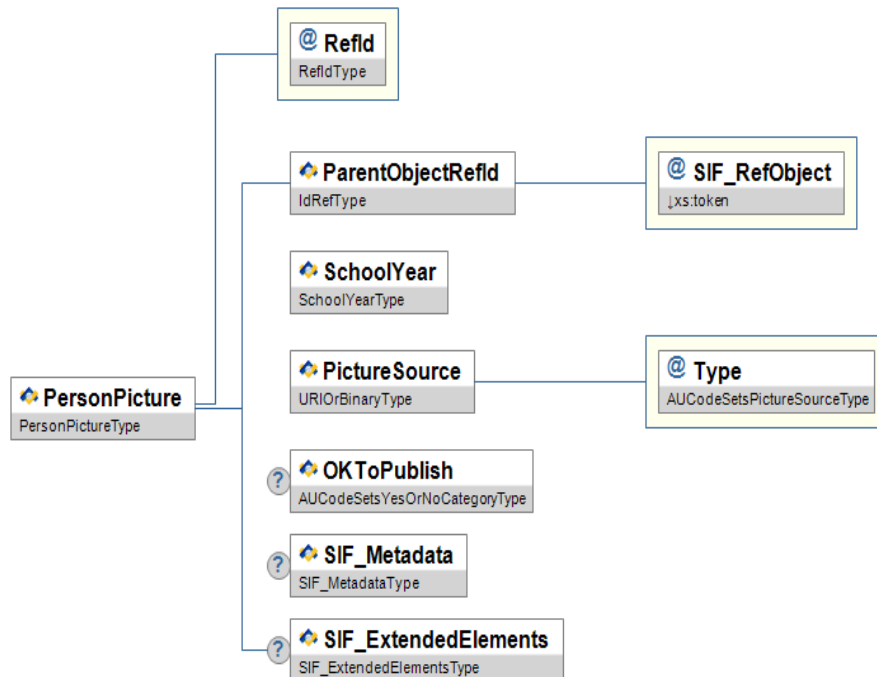 @ RefId
RefIdType
ParentObjectRefId
IdRefType
@ SIF_RefObject
↓xs:token
SchoolYear
SchoolYearType
PictureSource
URIOrBinaryType
@ Type
AUCodeSetsPictureSourceType
PersonPicture
PersonPictureType
? OKToPublish
AUCodeSetsYesOrNoCategoryType
? SIF_Metadata
SIF_MetadataType
? SIF_ExtendedElements
SIF_ExtendedElementsType